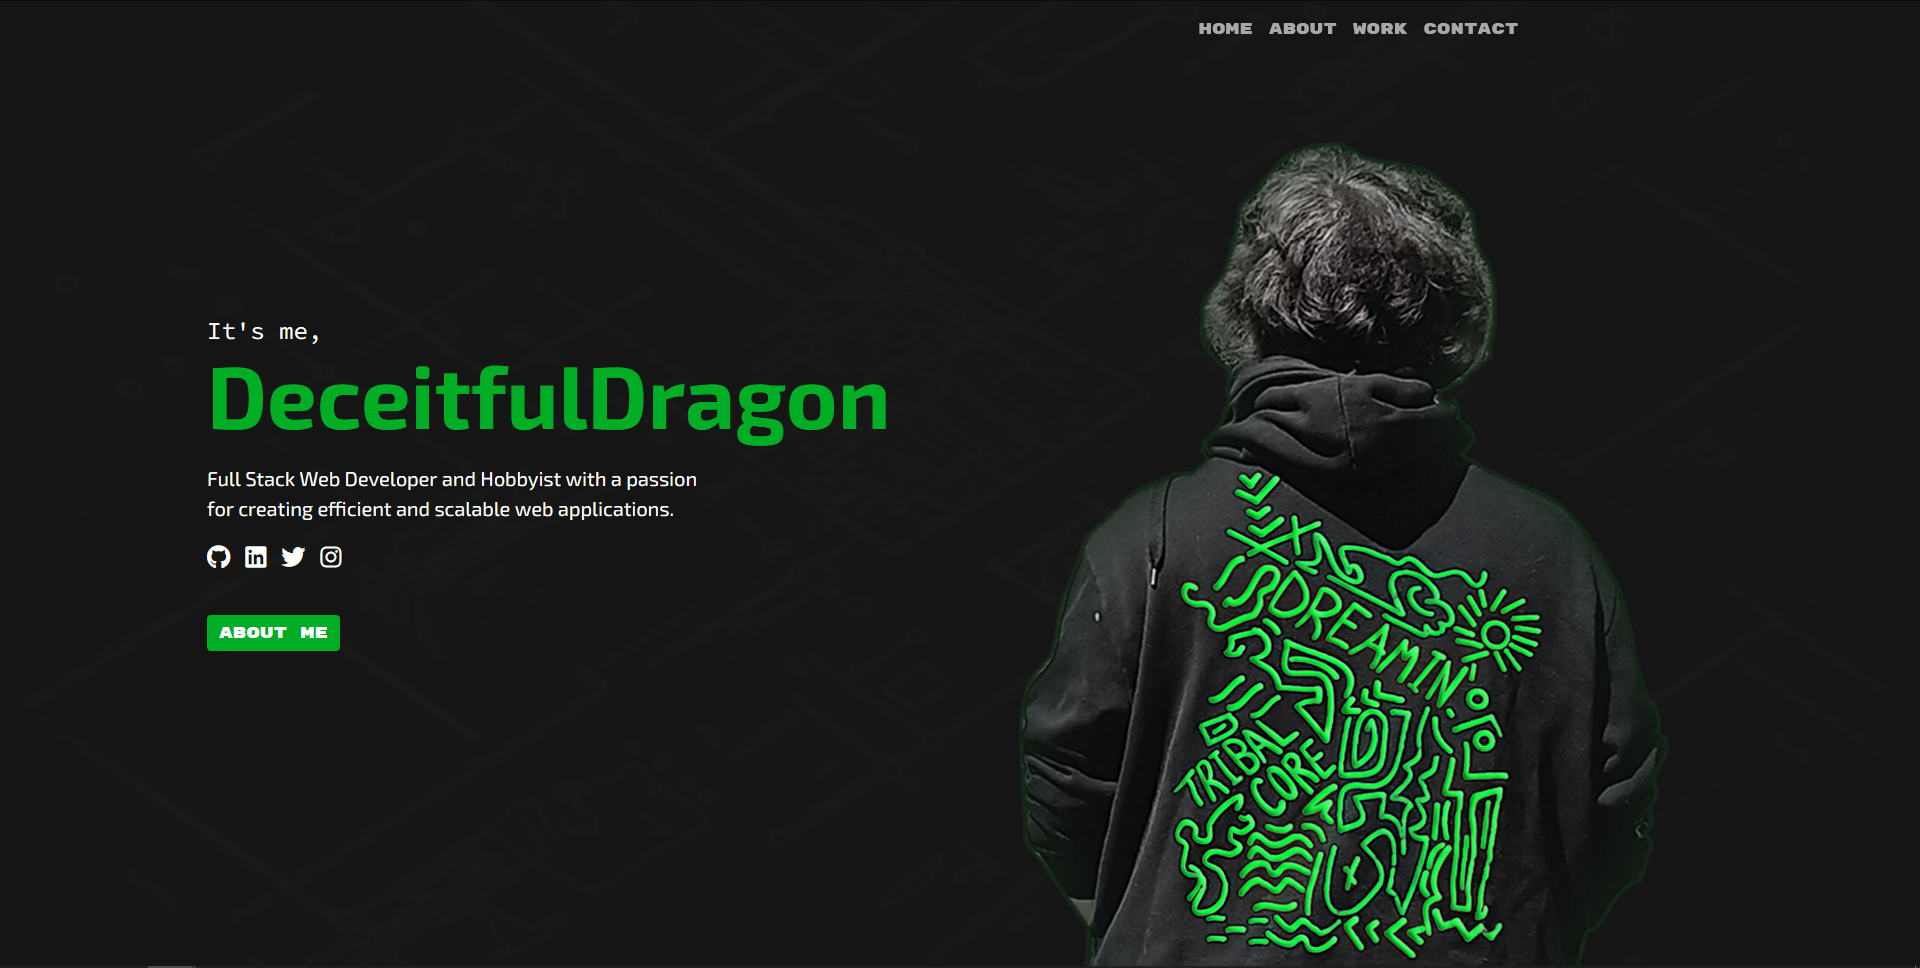 HOME ABOUT WORK CONTACT
It's me,
DeceitfulDragon
Full Stack Web Developer and Hobbyist with a passion
for creating efficient and scalable web applications.
in
ABOUT ME
DREAMIN'
TRIBAL
CORE